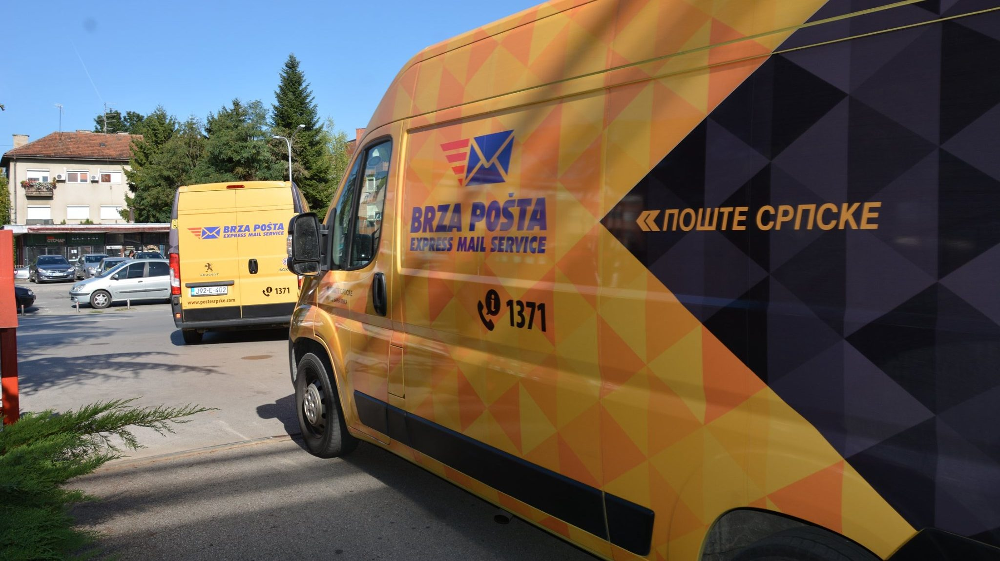 BRZA POŠTA
EXPRESS MAIL SERVICE
1371
ПОШТЕ СРПСКЕ
BRZA POŠTA
EXPRESS MAIL SERVICE
PEUGEOT
J92-E-402
1371
www.postesrpske.com
СТОЧАР